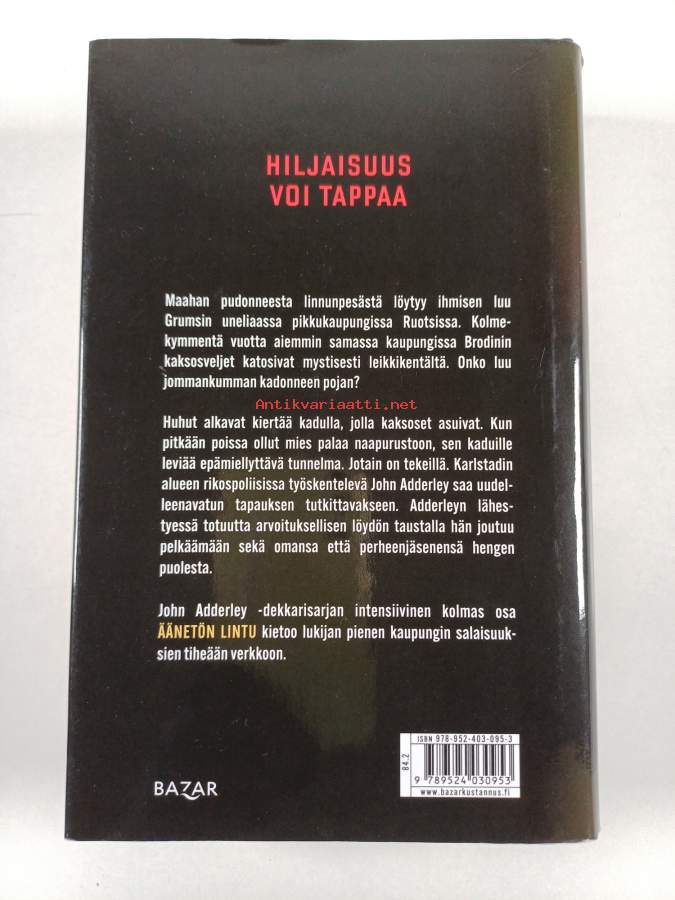 HILJAISUUS
VOI TAPPAA
Maahan pudonneesta linnunpesästä löytyy ihmisen luu
Grumsin uneliaassa pikkukaupungissa Ruotsissa. Kolme-
kymmentä vuotta aiemmin samassa kaupungissa Brodinin
kaksosveljet katosivat mystisesti leikkikentältä. Onko luu
jommankumman kadonneen pojan?
Antikvariaatti.net
Huhut alkavat kiertää kadulla, jolla kaksoset asuivat. Kun
pitkään poissa ollut mies palaa naapurustoon, sen kaduille
leviää epämiellyttävä tunnelma. Jotain on tekeillä. Karlstadin
alueen rikospoliisissa työskentelevä John Adderley saa uudel-
leenavatun tapauksen tutkittavakseen. Adderleyn lähes-
tyessä totuutta arvoituksellisen löydön taustalla hän joutuu
pelkäämään sekä omansa että perheenjäsenensä hengen
puolesta.
John Adderley -dekkarisarjan intensiivinen kolmas osa
ÄÄNETÖN LINTU kietoo lukijan pienen kaupungin salaisuuk-
sien tiheään verkkoon.
ISBN 978-952-403-095-3
84.2
9 789524 030953
www.bazarkustannus.fi
BAZAR